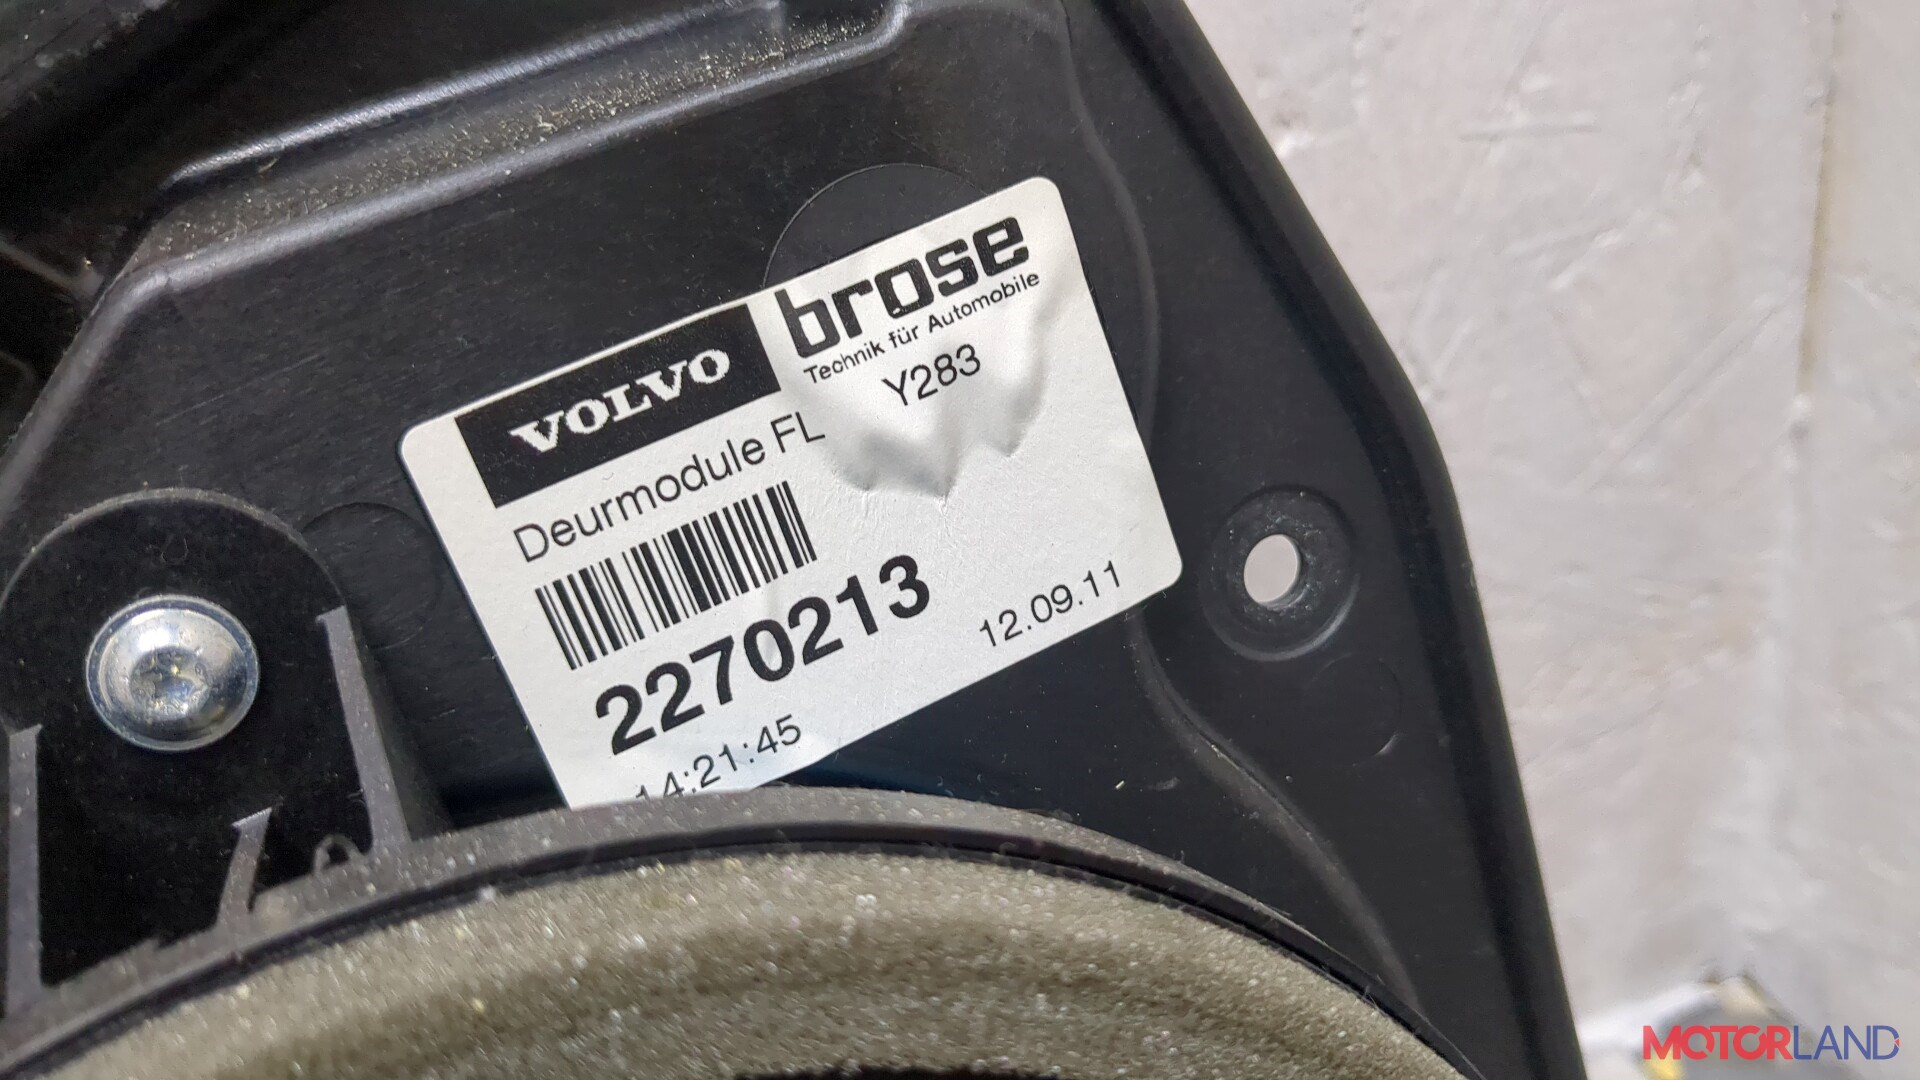 VOLVO
brose
Technik für Automobile
Y283
Deurmodule FL
2270213
12.09.11
14:21:45
MOTORLAND